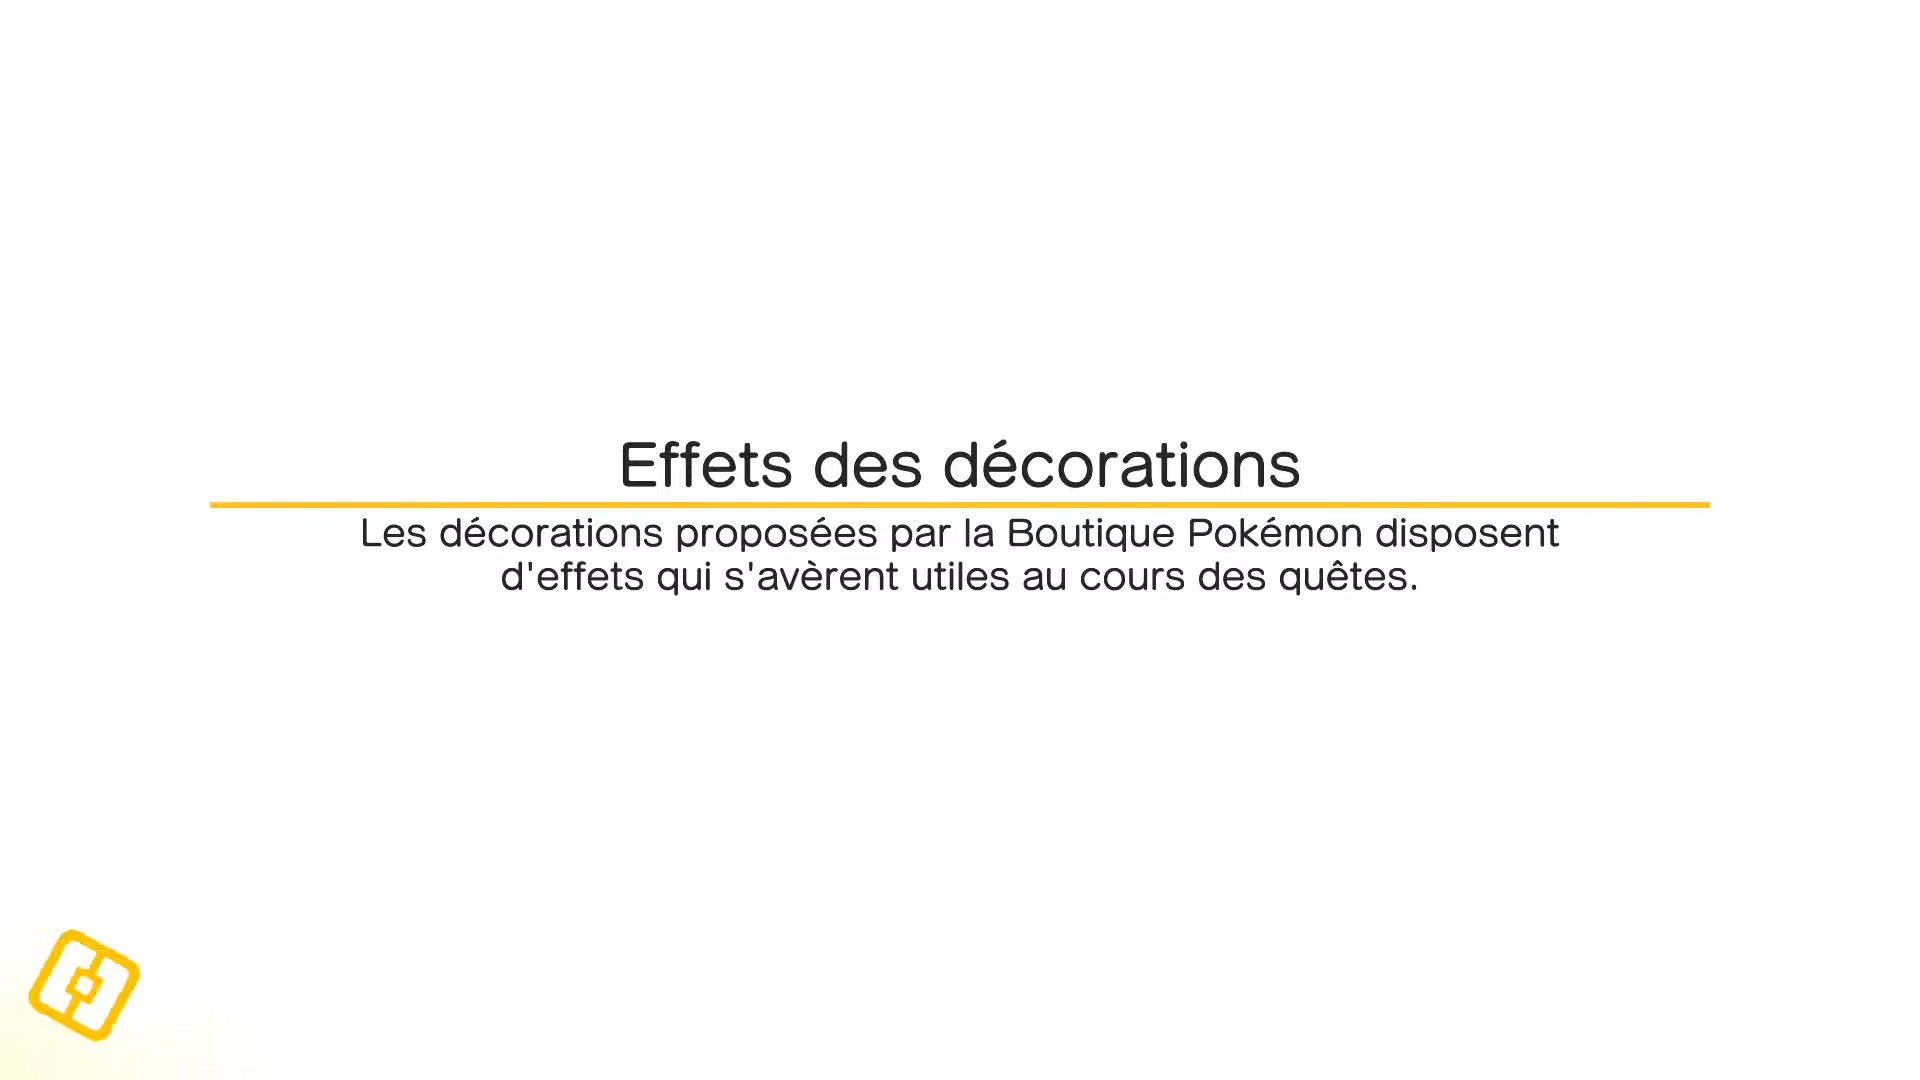 Effets des décorations
Les décorations proposées par la Boutique Pokémon disposent
d'effets qui s'avèrent utiles au cours des quêtes.